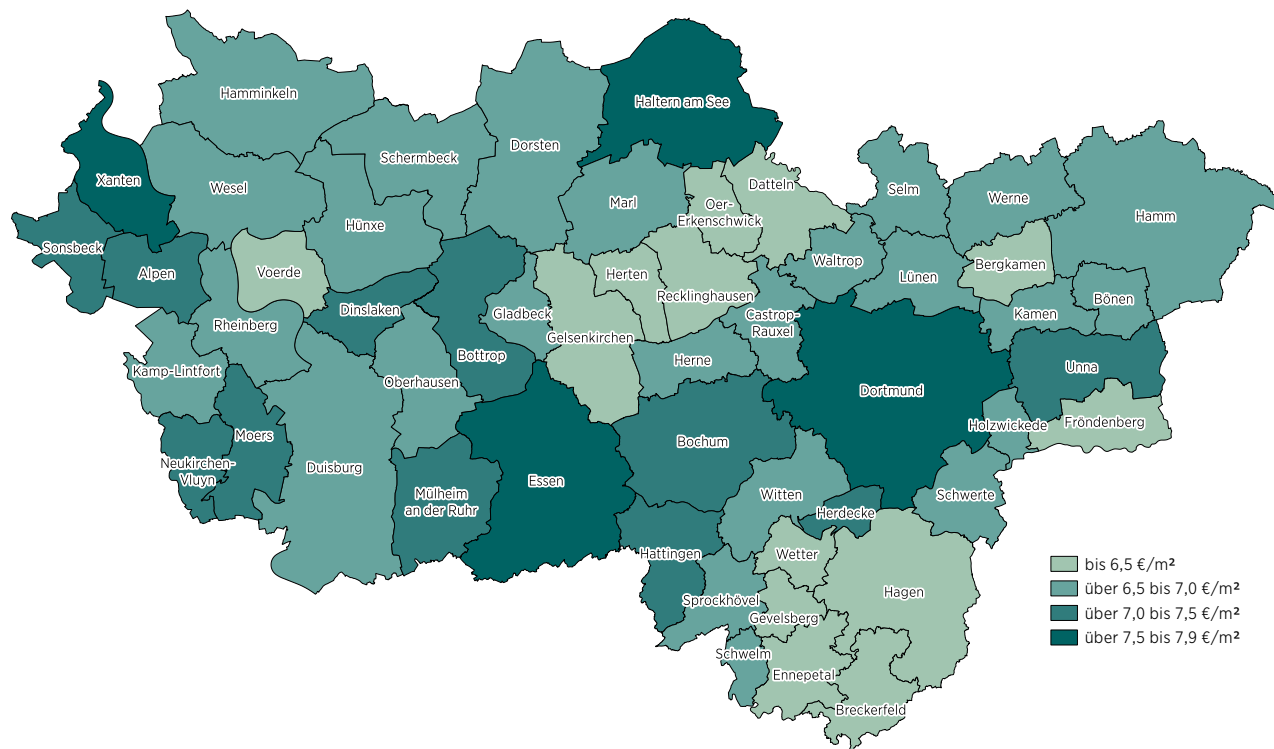 Hamminkeln
Haltern am See
Dorsten
Schermbeck
Xanten
Wesel
Datteln
Selm
Marl
Oer-
Erkenschwick
Werne
Hamm
Hünxe
Sonsbeck
Alpen
Voerde
Herten
Waltrop
Lünen
Bergkamen
Recklinghausen
Bönen
Dinslaken
Gladbeck
Castrop-
Rauxel
Kamen
Rheinberg
Gelsenkirchen
Bottrop
Herne
Unna
Kamp-Lintfort
Oberhausen
Dortmund
Moers
Bochum
Holzwickede
Fröndenberg
Neukirchen-
Vluyn
Duisburg
Essen
Mülheim
an der Ruhr
Witten
Schwerte
Herdecke
Hattingen
Wetter
Hagen
Sprockhövel
Gevelsberg
Schwelm
Ennepetal
Breckerfeld
bis 6,5 €/m²
über 6,5 bis 7,0 €/m²
über 7,0 bis 7,5 €/m²
über 7,5 bis 7,9 €/m²